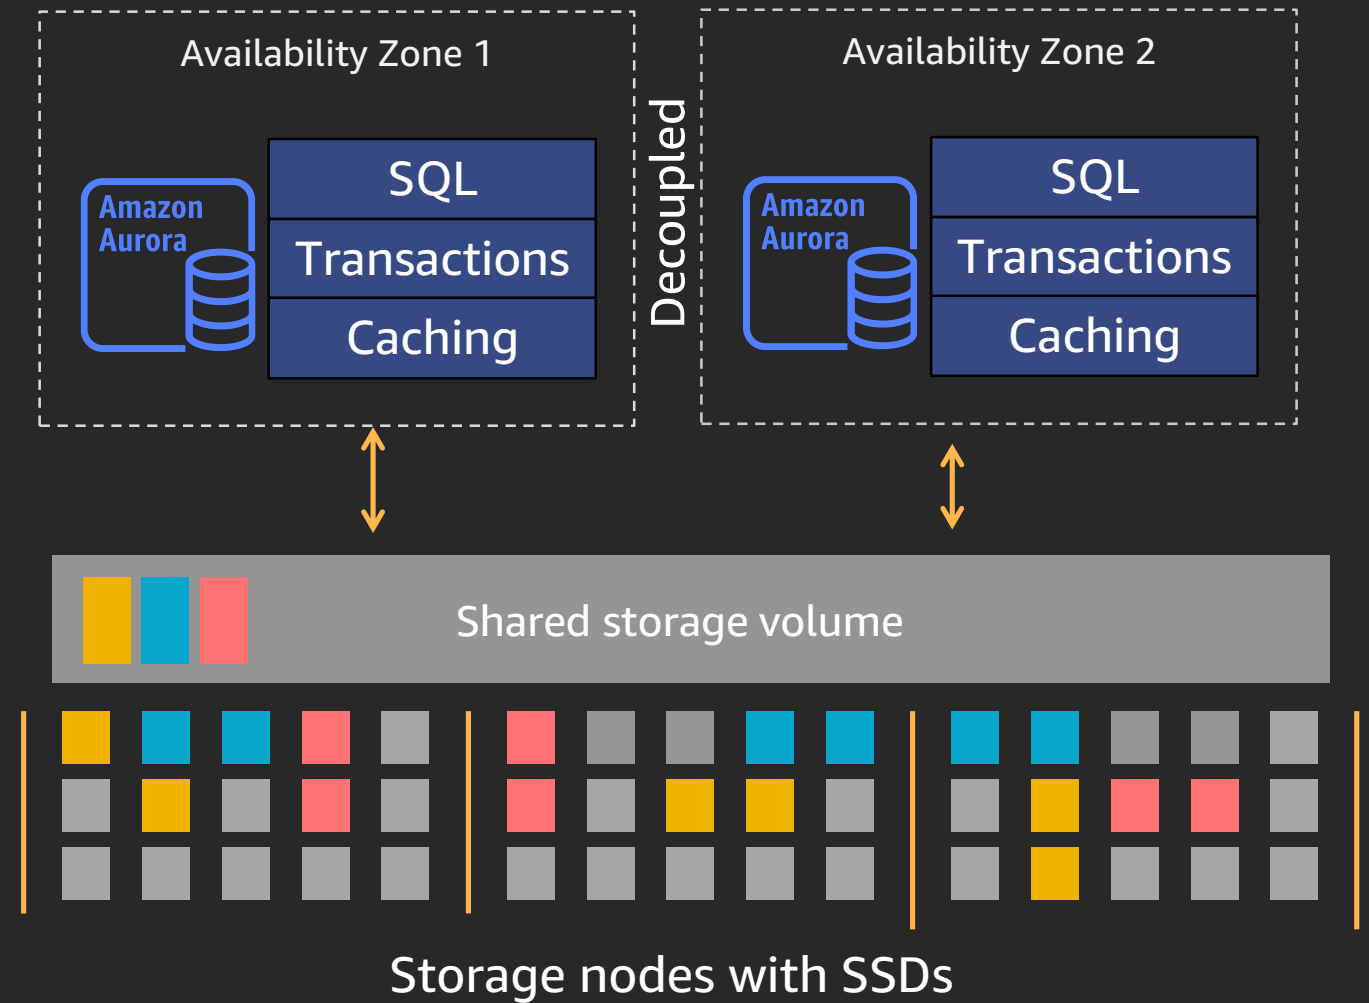 Availability Zone 1
Amazon
Aurora
SQL
Transactions
Caching
Decoupled
Availability Zone 2
Amazon
Aurora
SQL
Transactions
Caching
Shared storage volume
Storage nodes with SSDs